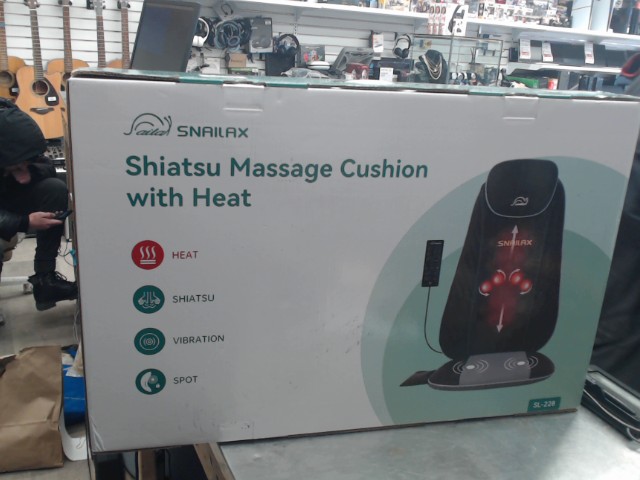 SNAILAX
Shiatsu Massage Cushion
with Heat
HEAT
SHIATSU
VIBRATION
SPOT
SNAILAX
SL-228